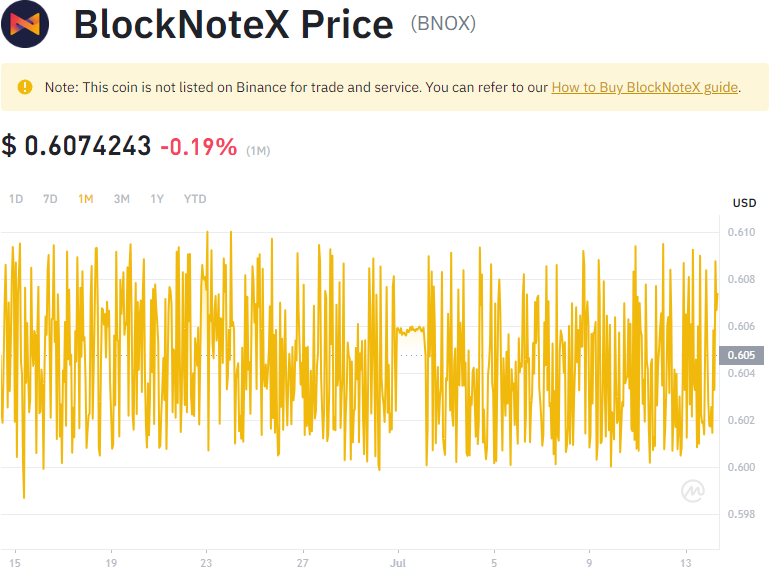 BlockNoteX Price (BNOX)
Note: This coin is not listed on Binance for trade and service. You can refer to our How to Buy BlockNoteX guide.
$ 0.6074243 -0.19% (1M)
1D 7D 1M 3M 1Y YTD
USD
0.610
0.608
0.606
0.605
0.604
0.602
0.600
0.598
15 19 23 27 Jul 5 9 13